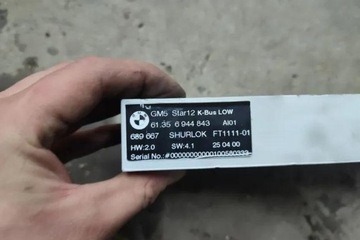 GM5 Star12 K-Bus LOW
61.35 6 944 843 AI01
689 667 SHURLOK FT1111-01
HW:2.0 SW:4.1 25 04 00
Serial No.:#00000000000100580333